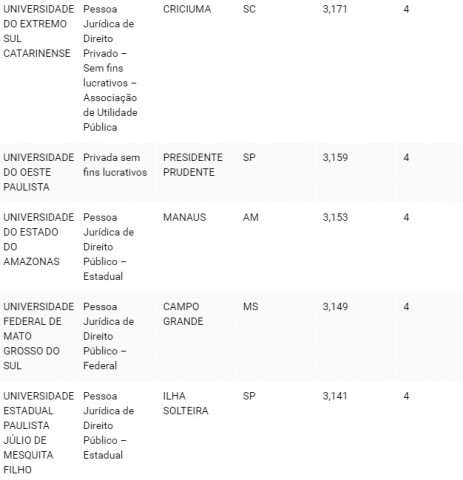 UNIVERSIDADE
DO EXTREMO
SUL
CATARINENSE
Pessoa
Jurídica de
Direito
Privado –
Sem fins
lucrativos –
Associação
de Utilidade
Pública
CRICIUMA
SC
3,171
4
UNIVERSIDADE
DO OESTE
PAULISTA
Privada sem
fins lucrativos
PRESIDENTE
PRUDENTE
SP
3,159
4
UNIVERSIDADE
DO ESTADO
DO
AMAZONAS
Pessoa
Jurídica de
Direito
Público –
Estadual
MANAUS
AM
3,153
4
UNIVERSIDADE
FEDERAL DE
MATO
GROSSO DO
SUL
Pessoa
Jurídica de
Direito
Público –
Federal
CAMPO
GRANDE
MS
3,149
4
UNIVERSIDADE
ESTADUAL
PAULISTA
JÚLIO DE
MESQUITA
FILHO
Pessoa
Jurídica de
Direito
Público –
Estadual
ILHA
SOLTEIRA
SP
3,141
4